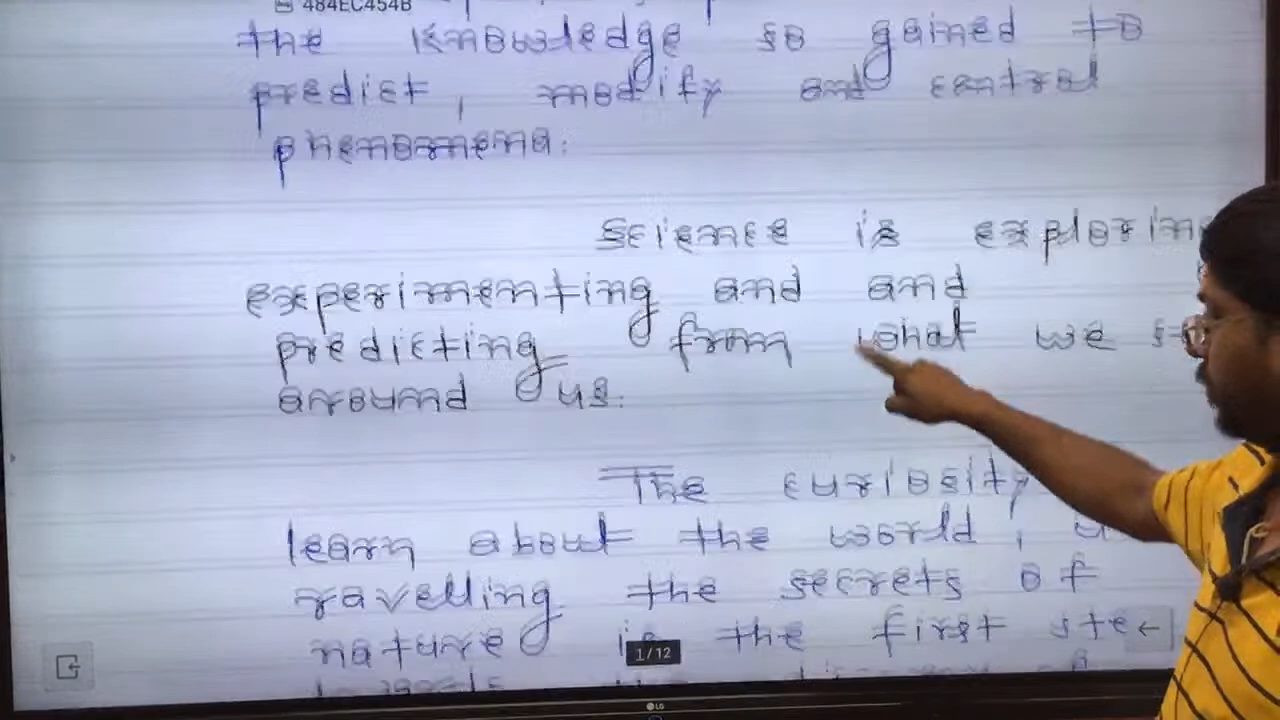 484EC454B
the knowledge so gained to
predict, modify and control
phenomena.
Science is exploring
experimenting and and
predicting from what we
around us.
The curiosity
learn about the world,
ravelling the secrets of
nature is the first ste
1/12
LG